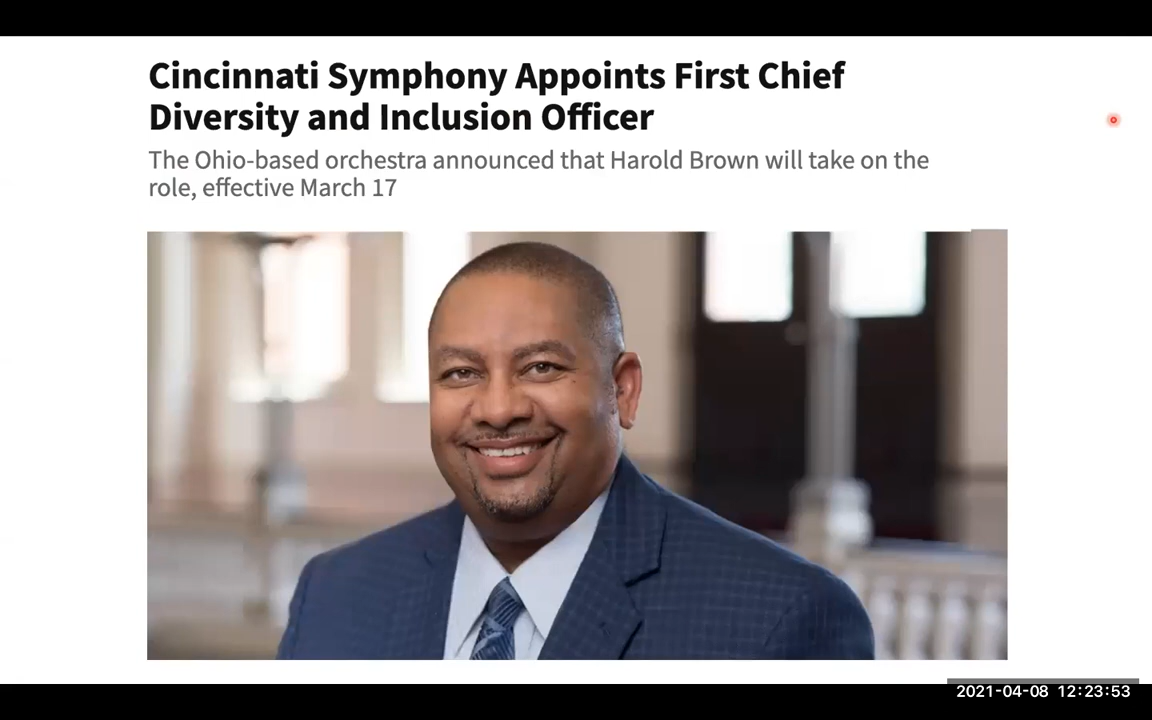 Cincinnati Symphony Appoints First Chief
Diversity and Inclusion Officer
The Ohio-based orchestra announced that Harold Brown will take on the
role, effective March 17
2021-04-08 12:23:53